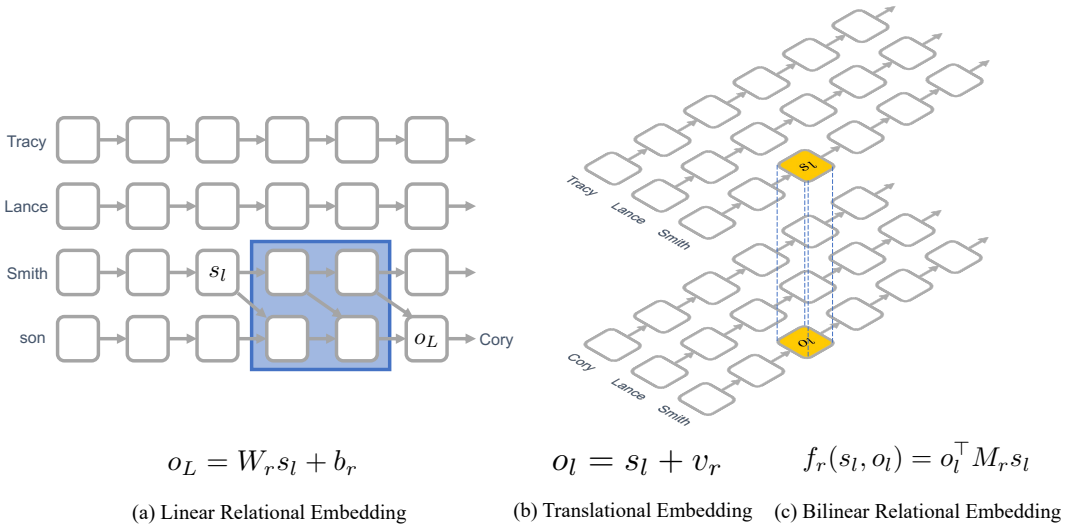 Tracy
Lance
Smith
son
s_l
o_L
Cory
o_L = W_r s_l + b_r
(a) Linear Relational Embedding
Tracy
Lance
Smith
s_l
Cory
Lance
Smith
o_l
o_l = s_l + v_r
(b) Translational Embedding
f_r(s_l, o_l) = o_l^⊤ M_r s_l
(c) Bilinear Relational Embedding